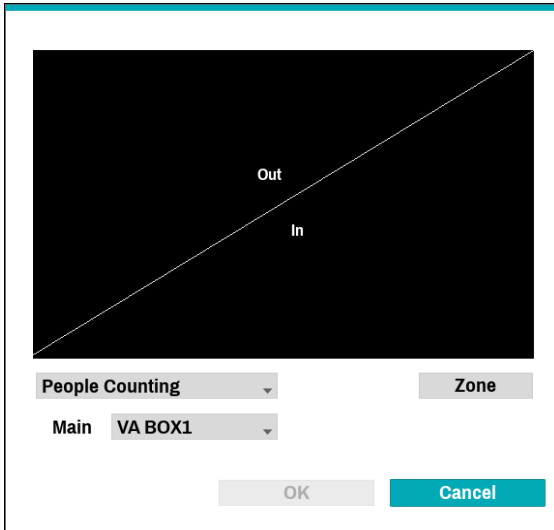 Out
In
People Counting
Zone
Main VA BOX1
OK
Cancel